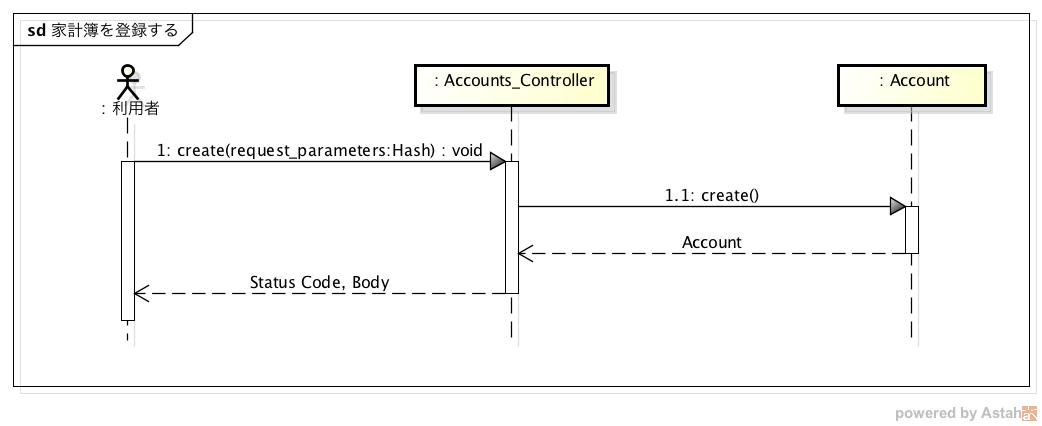 sd 家計簿を登録する
: 利用者
: Accounts_Controller
: Account
1: create(request_parameters:Hash) : void
1.1: create()
Account
Status Code, Body
powered by Astah